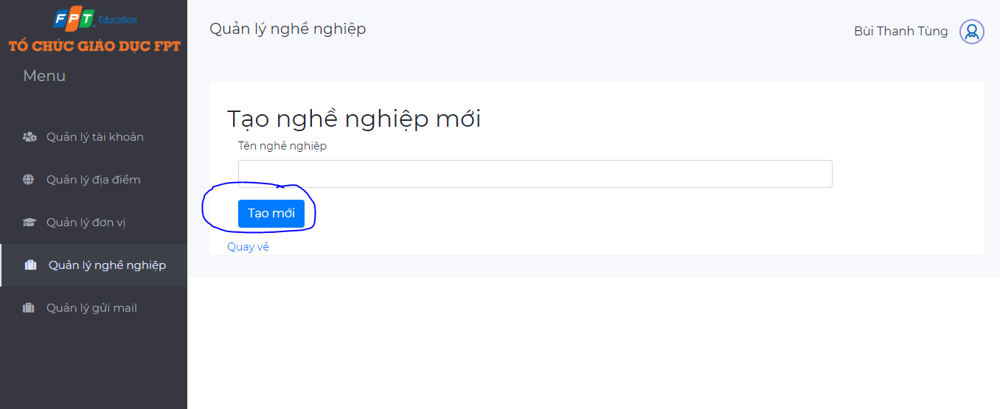 FPT Education
TỔ CHỨC GIÁO DỤC FPT
Menu
Quản lý tài khoản
Quản lý địa điểm
Quản lý đơn vị
Quản lý nghề nghiệp
Quản lý gửi mail
Quản lý nghề nghiệp
Bùi Thanh Tùng
Tạo nghề nghiệp mới
Tên nghề nghiệp
Tạo mới
Quay về